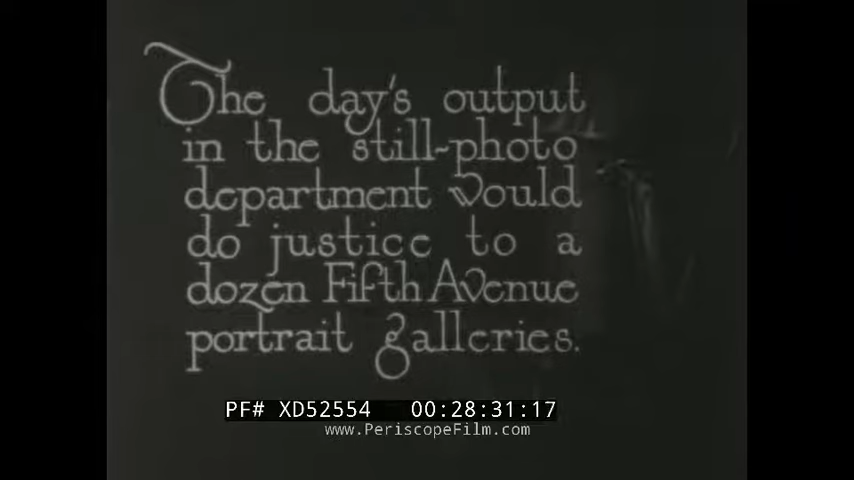 The day's output
in the still-photo
department would
do justice to a
dozen Fifth Avenue
portrait galleries.
PF# XD52554 00:28:31:17
www.PeriscopeFilm.com